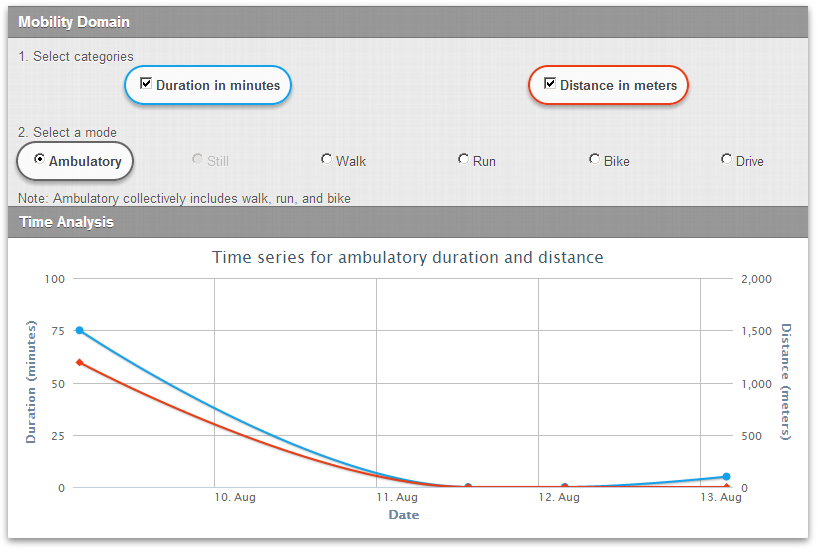 Mobility Domain
1. Select categories
Duration in minutes Distance in meters
2. Select a mode
Ambulatory Still Walk Run Bike Drive
Note: Ambulatory collectively includes walk, run, and bike
Time Analysis
Time series for ambulatory duration and distance
100 2,000
75 1,500
50 1,000
25 500
0 0
Duration (minutes)
Distance (meters)
10. Aug 11. Aug 12. Aug 13. Aug
Date